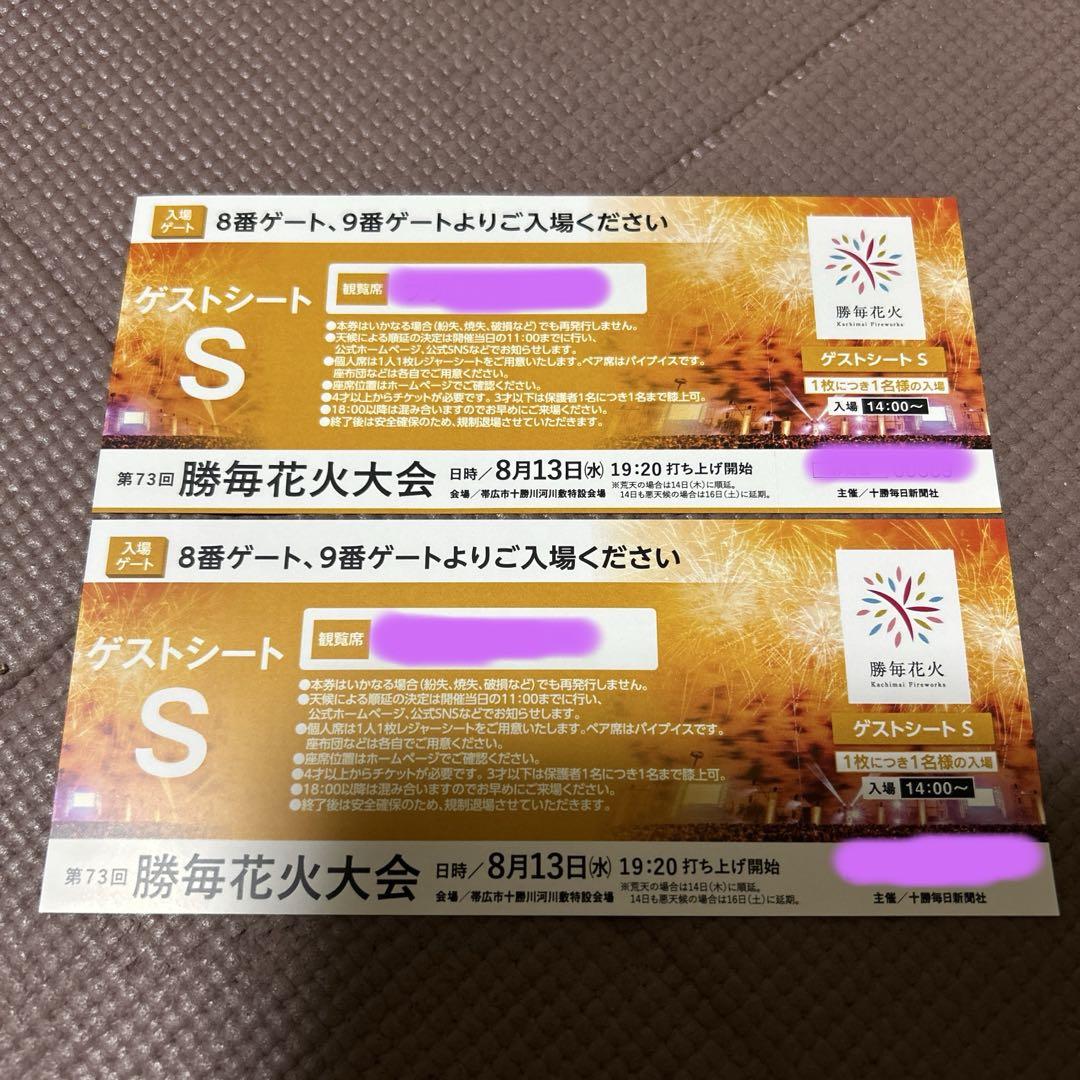 入場
ゲート
8番ゲート、9番ゲートよりご入場ください
ゲストシート
S
観覧席
●本券はいかなる場合(紛失、焼失、破損など)でも再発行しません。
●天候による順延の決定は開催当日の11:00までに行い、
公式ホームページ、公式SNSなどでお知らせします。
●個人席は1人1枚レジャーシートをご用意いたします。ペア席はパイプイスです。
座布団などは各自でご用意ください。
●座席位置はホームページでご確認ください。
●4才以上からチケットが必要です。3才以下は保護者1名につき1名まで膝上可。
●18:00以降は混み合いますのでお早めにご来場ください。
●終了後は安全確保のため、規制退場させていただきます。
勝毎花火
Kachimai Fireworks
ゲストシート S
1枚につき1名様の入場
入場 14:00〜
第73回 勝毎花火大会
日時/8月13日(水) 19:20 打ち上げ開始
会場/帯広市十勝川河川敷特設会場
※荒天の場合は14日(木)に順延。
14日も悪天候の場合は16日(土)に延期。
主催/十勝毎日新聞社
入場
ゲート
8番ゲート、9番ゲートよりご入場ください
ゲストシート
S
観覧席
●本券はいかなる場合(紛失、焼失、破損など)でも再発行しません。
●天候による順延の決定は開催当日の11:00までに行い、
公式ホームページ、公式SNSなどでお知らせします。
●個人席は1人1枚レジャーシートをご用意いたします。ペア席はパイプイスです。
座布団などは各自でご用意ください。
●座席位置はホームページでご確認ください。
●4才以上からチケットが必要です。3才以下は保護者1名につき1名まで膝上可。
●18:00以降は混み合いますのでお早めにご来場ください。
●終了後は安全確保のため、規制退場させていただきます。
勝毎花火
Kachimai Fireworks
ゲストシート S
1枚につき1名様の入場
入場 14:00〜
第73回 勝毎花火大会
日時/8月13日(水) 19:20 打ち上げ開始
会場/帯広市十勝川河川敷特設会場
※荒天の場合は14日(木)に順延。
14日も悪天候の場合は16日(土)に延期。
主催/十勝毎日新聞社